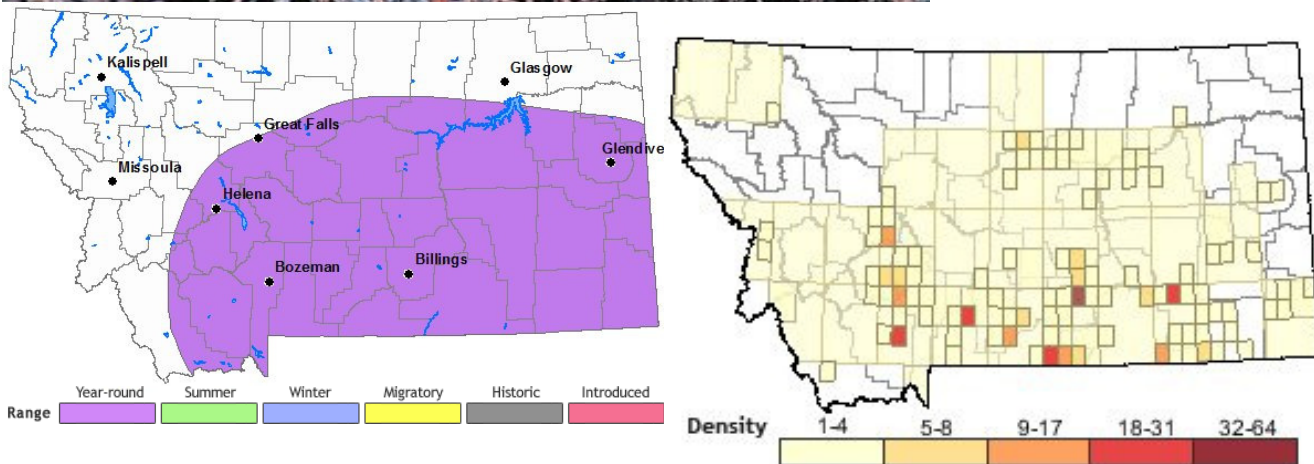 Kalispell
Glasgow
Great Falls
Glendive
Missoula
Helena
Bozeman
Billings
Year-round Summer Winter Migratory Historic Introduced
Range
Density 1-4 5-8 9-17 18-31 32-64